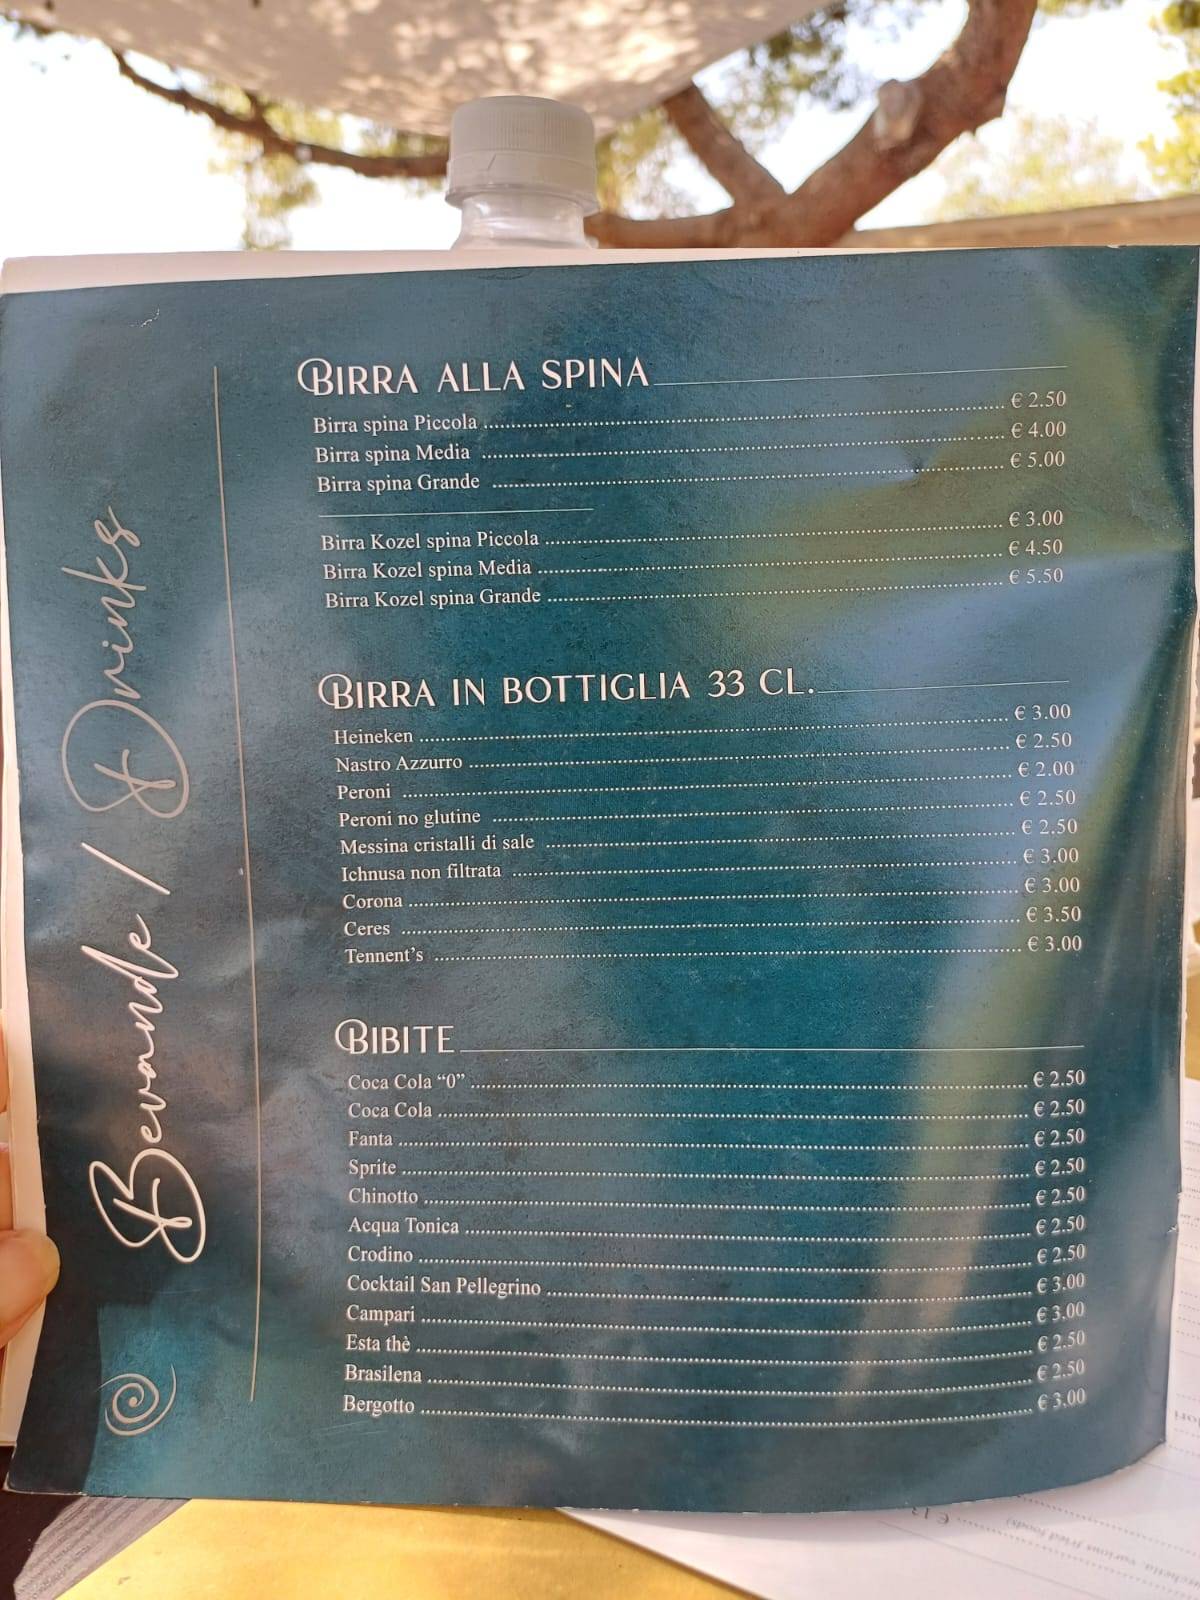 Bevande / Drinks
BIRRA ALLA SPINA
Birra spina Piccola € 2.50
Birra spina Media € 4.00
Birra spina Grande € 5.00
Birra Kozel spina Piccola € 3.00
Birra Kozel spina Media € 4.50
Birra Kozel spina Grande € 5.50
BIRRA IN BOTTIGLIA 33 CL.
Heineken € 3.00
Nastro Azzurro € 2.50
Peroni € 2.00
Peroni no glutine € 2.50
Messina cristalli di sale € 2.50
Ichnusa non filtrata € 3.00
Corona € 3.00
Ceres € 3.50
Tennent's € 3.00
BIBITE
Coca Cola “0” € 2.50
Coca Cola € 2.50
Fanta € 2.50
Sprite € 2.50
Chinotto € 2.50
Acqua Tonica € 2.50
Crodino € 2.50
Cocktail San Pellegrino € 3.00
Campari € 3.00
Esta thè € 2.50
Brasilena € 2.50
Bergotto € 3.00
various fried foods)